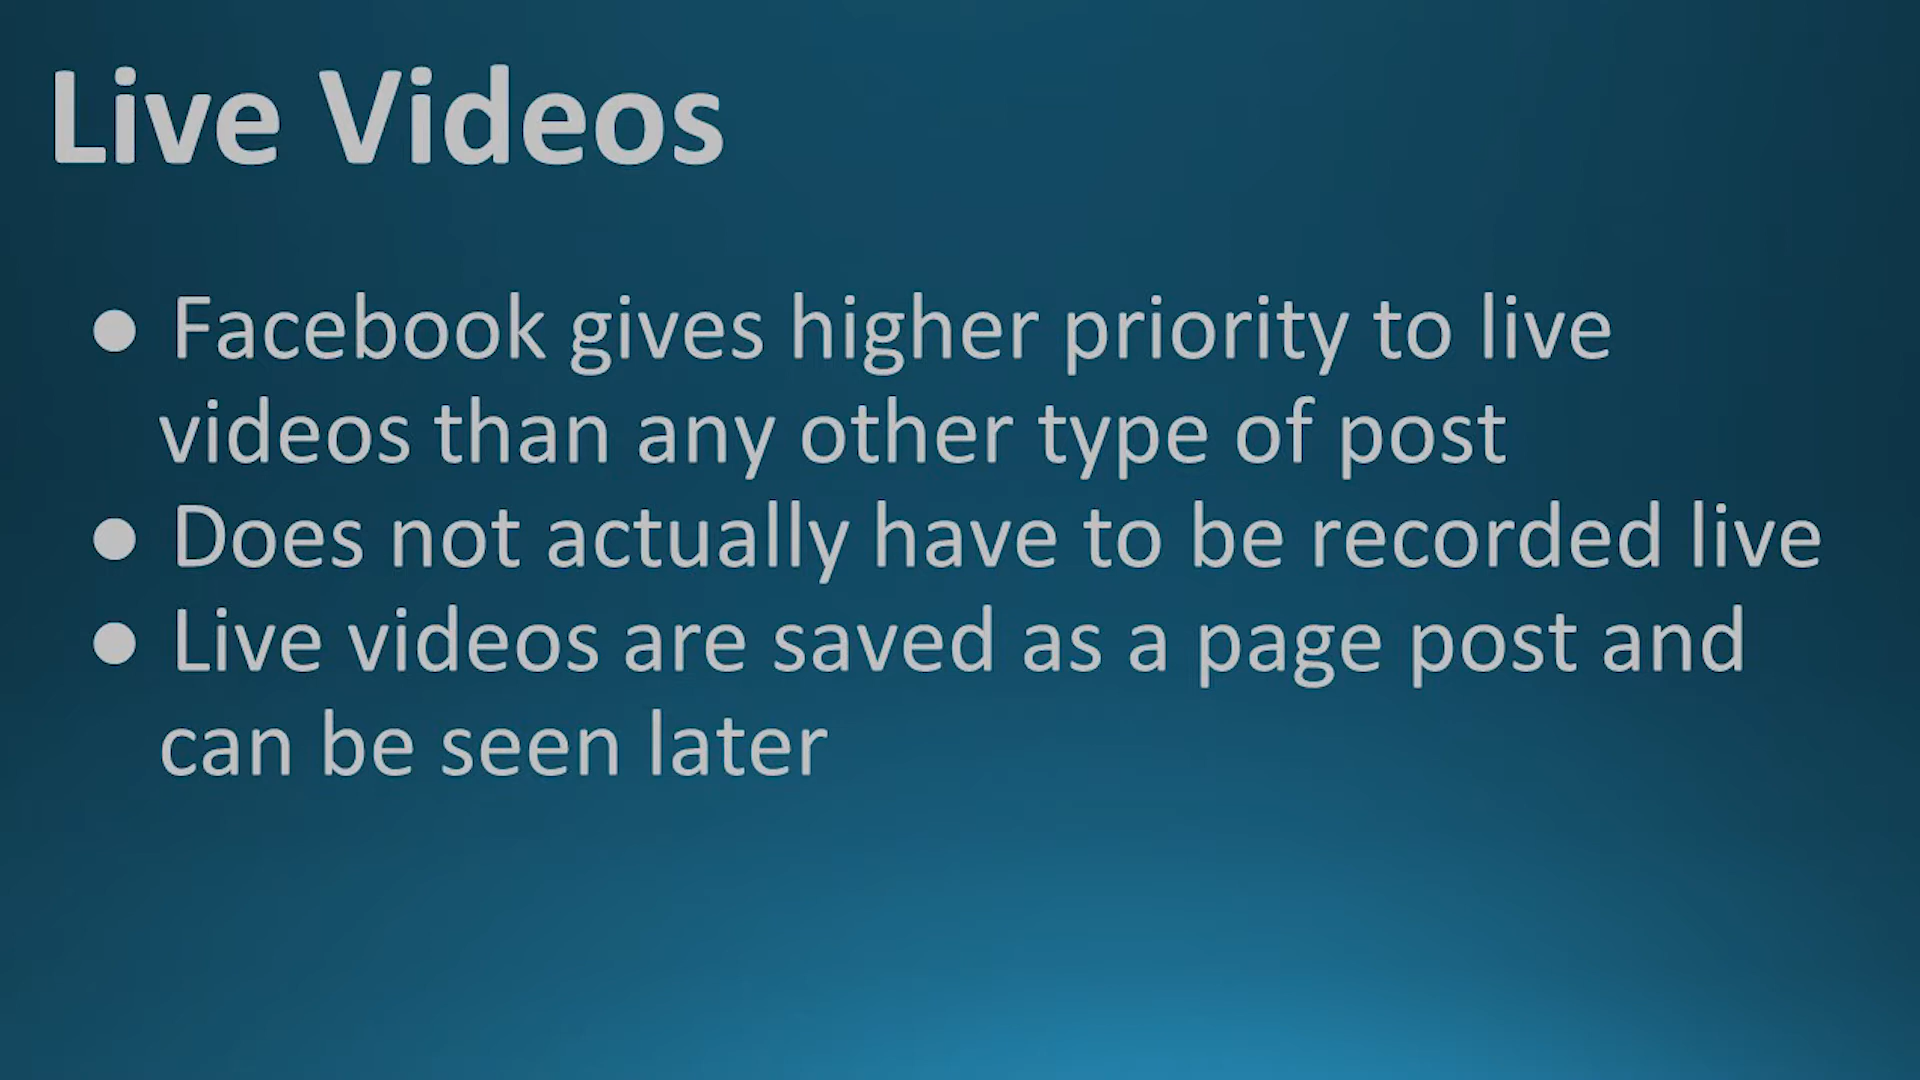 Live Videos
● Facebook gives higher priority to live
videos than any other type of post
● Does not actually have to be recorded live
● Live videos are saved as a page post and
can be seen later